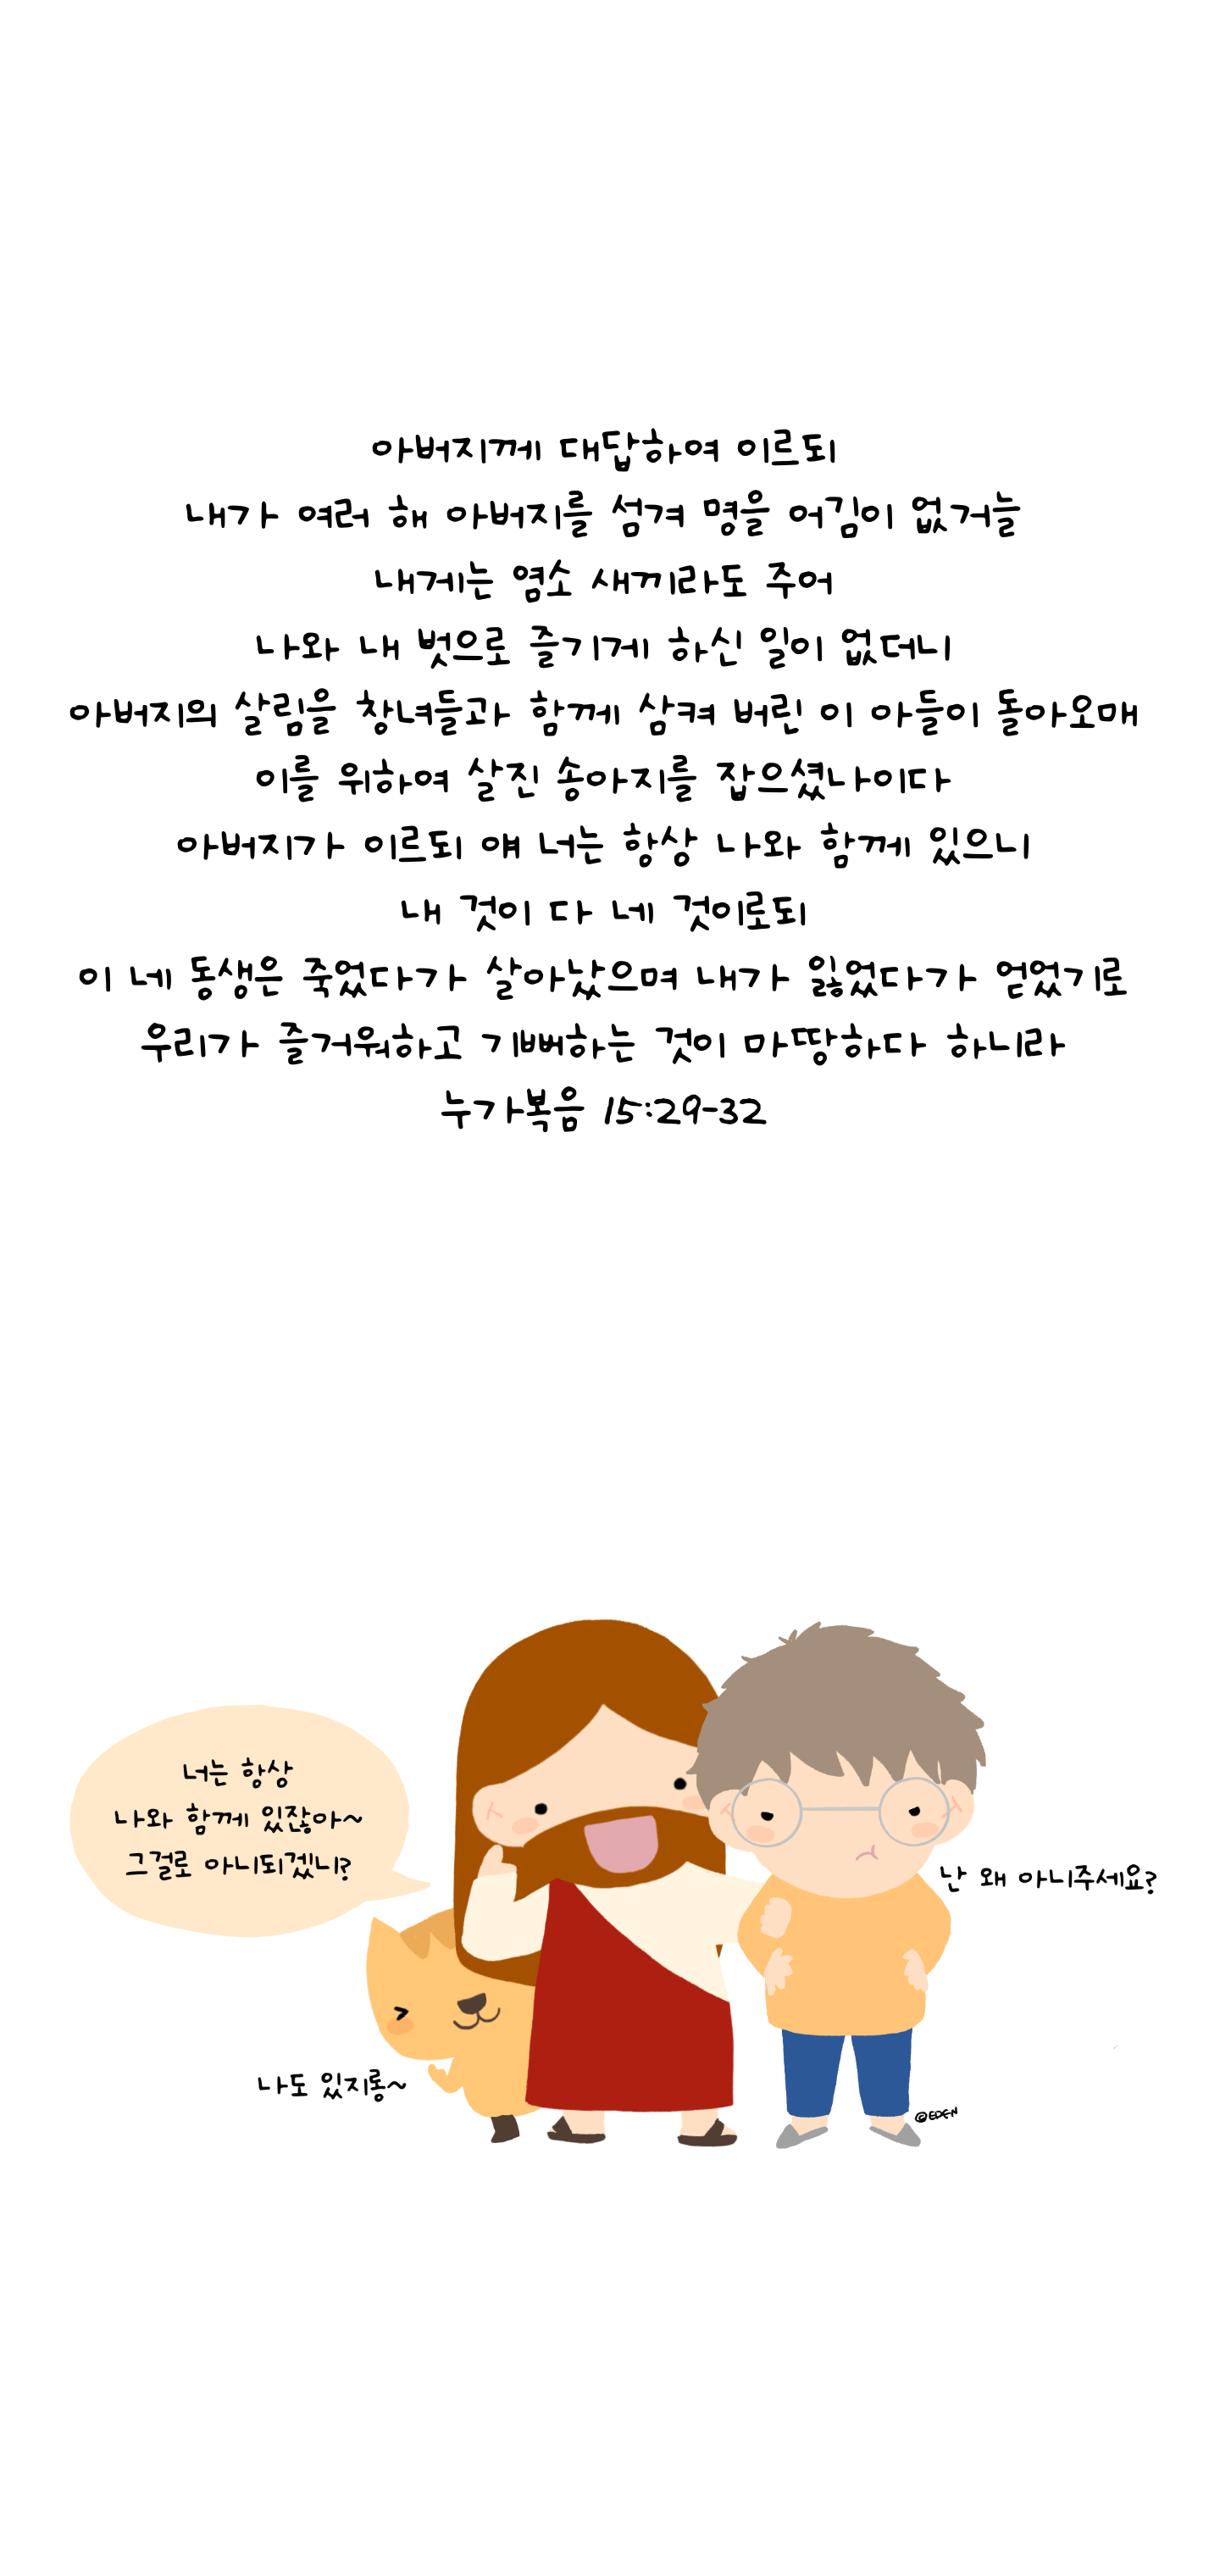 아버지께 대답하여 이르되
내가 여러 해 아버지를 섬겨 명을 어김이 없거늘
내게는 염소 새끼라도 주어
나와 내 벗으로 즐기게 하신 일이 없더니
아버지의 살림을 창녀들과 함께 삼켜 버린 이 아들이 돌아오매
이를 위하여 살진 송아지를 잡으셨나이다
아버지가 이르되 얘 너는 항상 나와 함께 있으니
내 것이 다 네 것이로되
이 네 동생은 죽었다가 살아났으며 내가 잃었다가 얻었기로
우리가 즐거워하고 기뻐하는 것이 마땅하다 하니라
누가복음 15:29-32
너는 항상
나와 함께 있잖아~
그걸로 아니되겠니?
난 왜 아니주세요?
나도 있지롱~
©EDEN